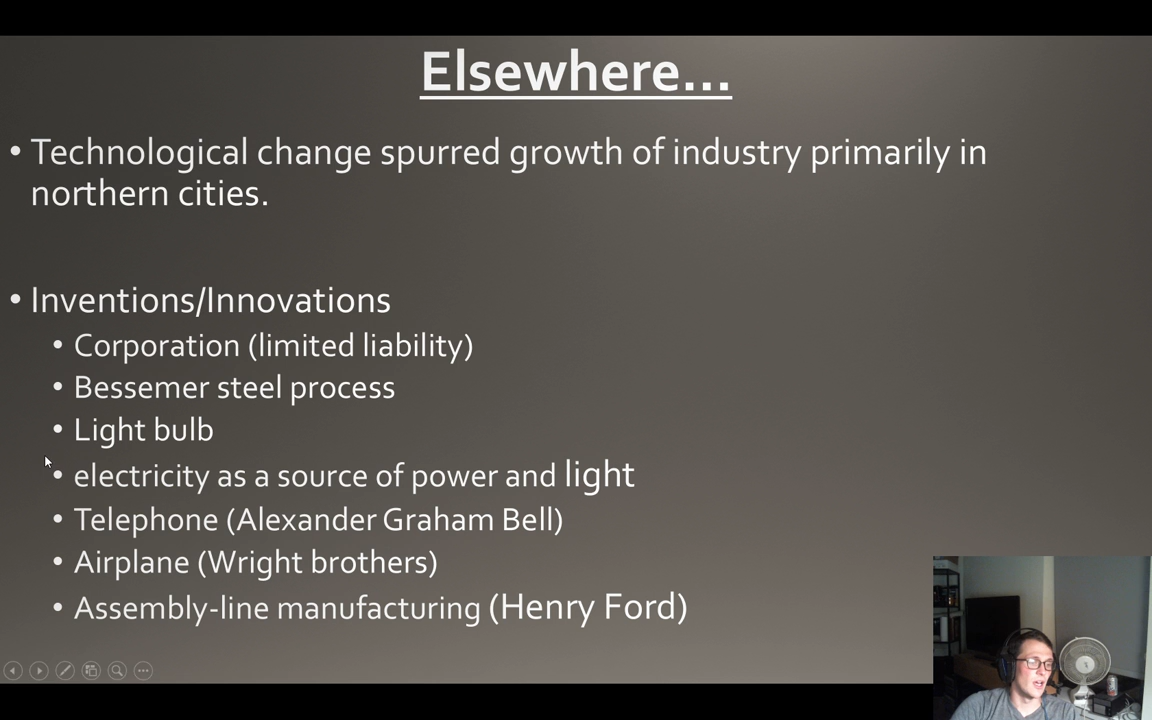 Elsewhere...
• Technological change spurred growth of industry primarily in
northern cities.
• Inventions/Innovations
• Corporation (limited liability)
• Bessemer steel process
• Light bulb
• electricity as a source of power and light
• Telephone (Alexander Graham Bell)
• Airplane (Wright brothers)
• Assembly-line manufacturing (Henry Ford)